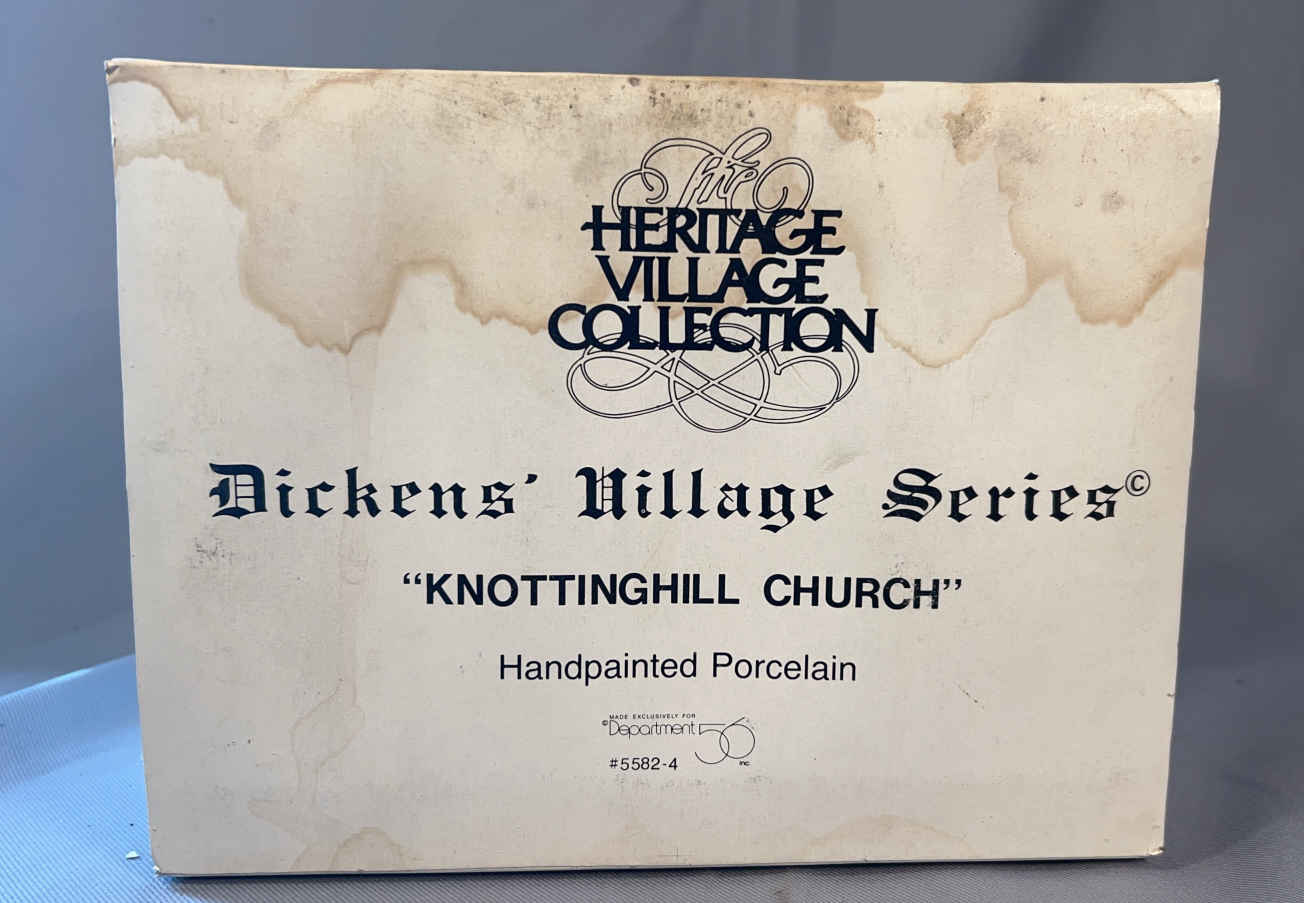 The
HERITAGE
VILLAGE
COLLECTION
Dickens' Village Series©
“KNOTTINGHILL CHURCH”
Handpainted Porcelain
MADE EXCLUSIVELY FOR
©Department 56 inc
#5582-4